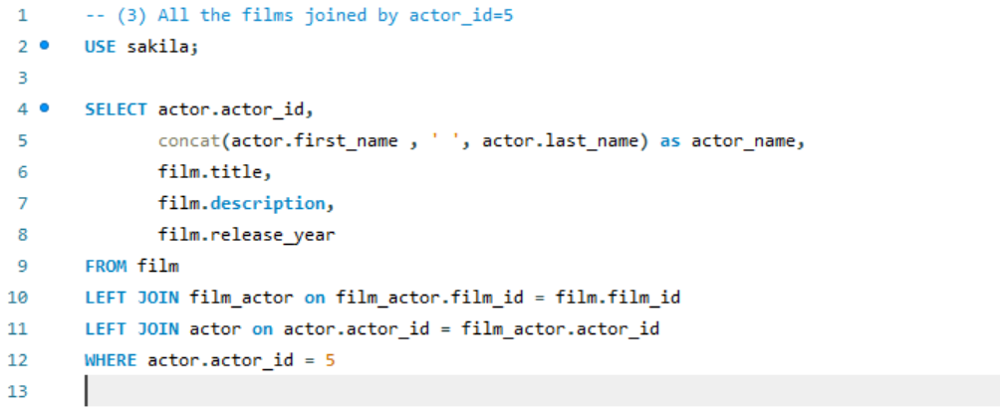 1 -- (3) All the films joined by actor_id=5
2 USE sakila;
3
4 SELECT actor.actor_id,
5 concat(actor.first_name , ' ', actor.last_name) as actor_name,
6 film.title,
7 film.description,
8 film.release_year
9 FROM film
10 LEFT JOIN film_actor on film_actor.film_id = film.film_id
11 LEFT JOIN actor on actor.actor_id = film_actor.actor_id
12 WHERE actor.actor_id = 5
13